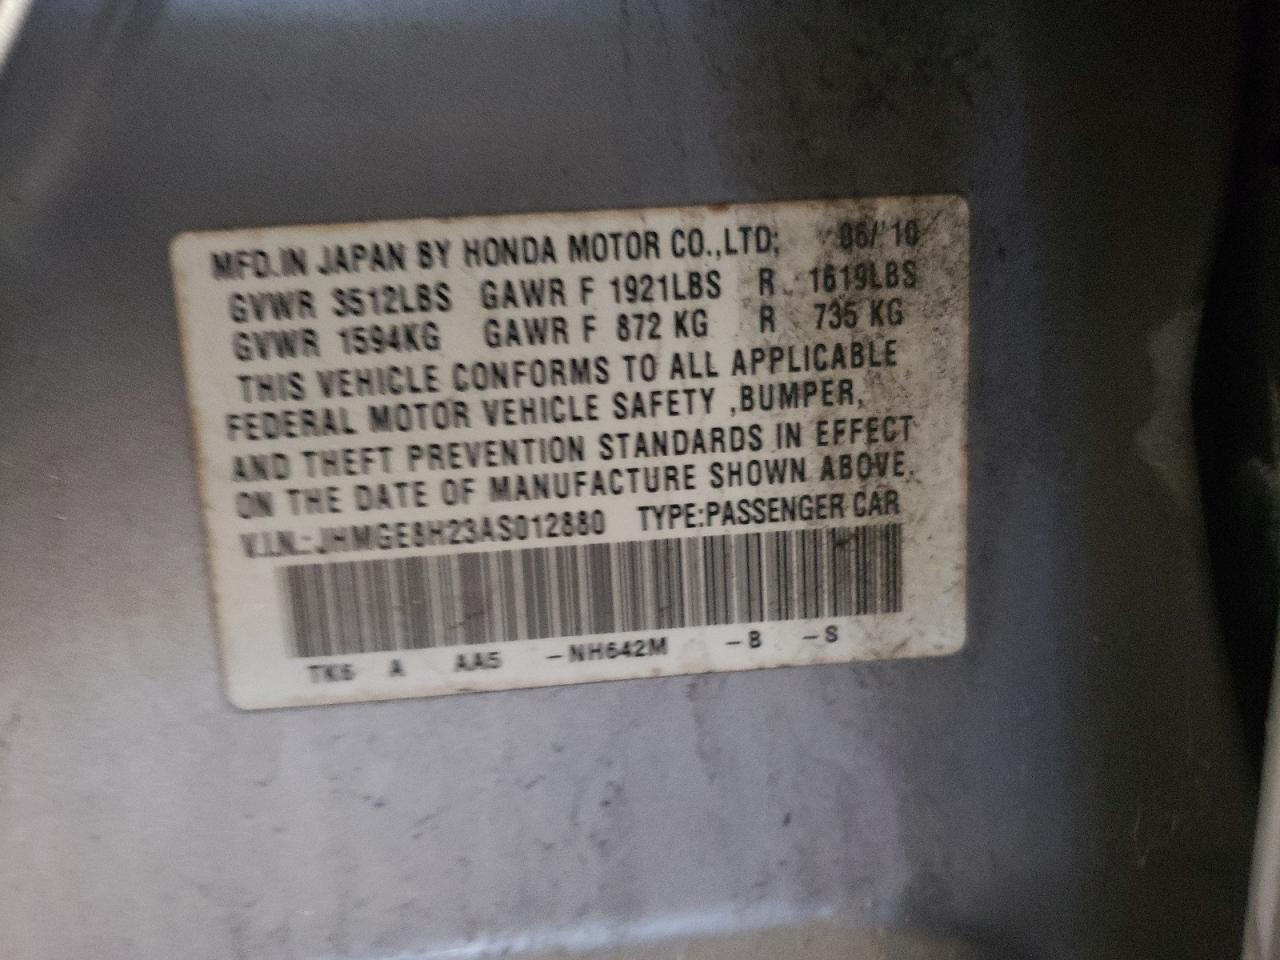 MFD.IN JAPAN BY HONDA MOTOR CO.,LTD; 06/'10
GVWR 3512LBS GAWR F 1921LBS R 1619LBS
GVWR 1594KG GAWR F 872 KG R 735 KG
THIS VEHICLE CONFORMS TO ALL APPLICABLE
FEDERAL MOTOR VEHICLE SAFETY ,BUMPER,
AND THEFT PREVENTION STANDARDS IN EFFECT
ON THE DATE OF MANUFACTURE SHOWN ABOVE.
V.I.N.:JHMGE8H23AS012880 TYPE:PASSENGER CAR
TK6 A AA5 -NH642M -B -S